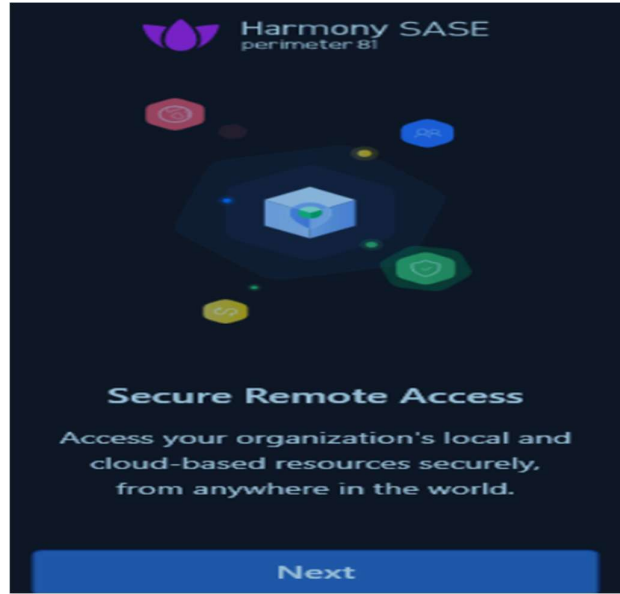 Harmony SASE
perimeter 81
Secure Remote Access
Access your organization's local and
cloud-based resources securely,
from anywhere in the world.
Next